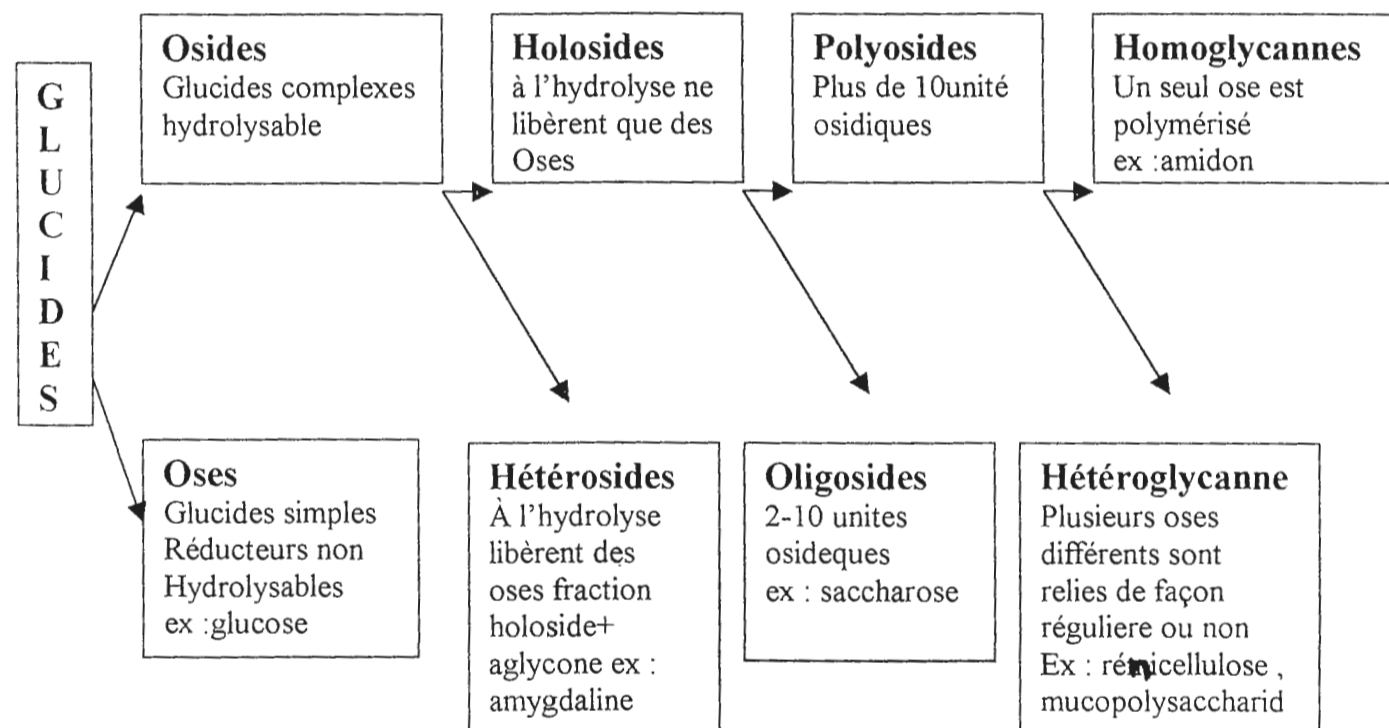 G
L
U
C
I
D
E
S
Osides
Glucides complexes
hydrolysable
Holosides
à l'hydrolyse ne
libèrent que des
Oses
Polyosides
Plus de 10unité
osidiques
Homoglycannes
Un seul ose est
polymérisé
ex :amidon
Oses
Glucides simples
Réducteurs non
Hydrolysables
ex :glucose
Hétérosides
À l'hydrolyse
libèrent des
oses fraction
holoside+
aglycone ex :
amygdaline
Oligosides
2-10 unites
osideques
ex : saccharose
Hétéroglycanne
Plusieurs oses
différents sont
relies de façon
réguliere ou non
Ex : rémicellulose ,
mucopolysaccharid